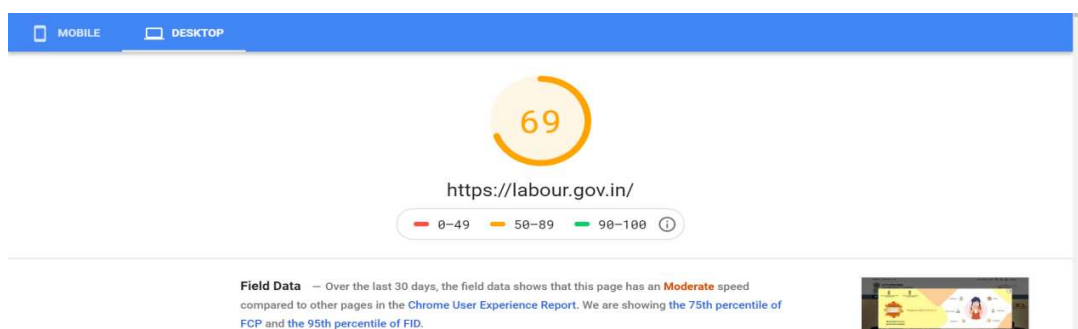 MOBILE DESKTOP
69
https://labour.gov.in/
0–49 50–89 90–100
Field Data — Over the last 30 days, the field data shows that this page has an Moderate speed
compared to other pages in the Chrome User Experience Report. We are showing the 75th percentile of
FCP and the 95th percentile of FID.